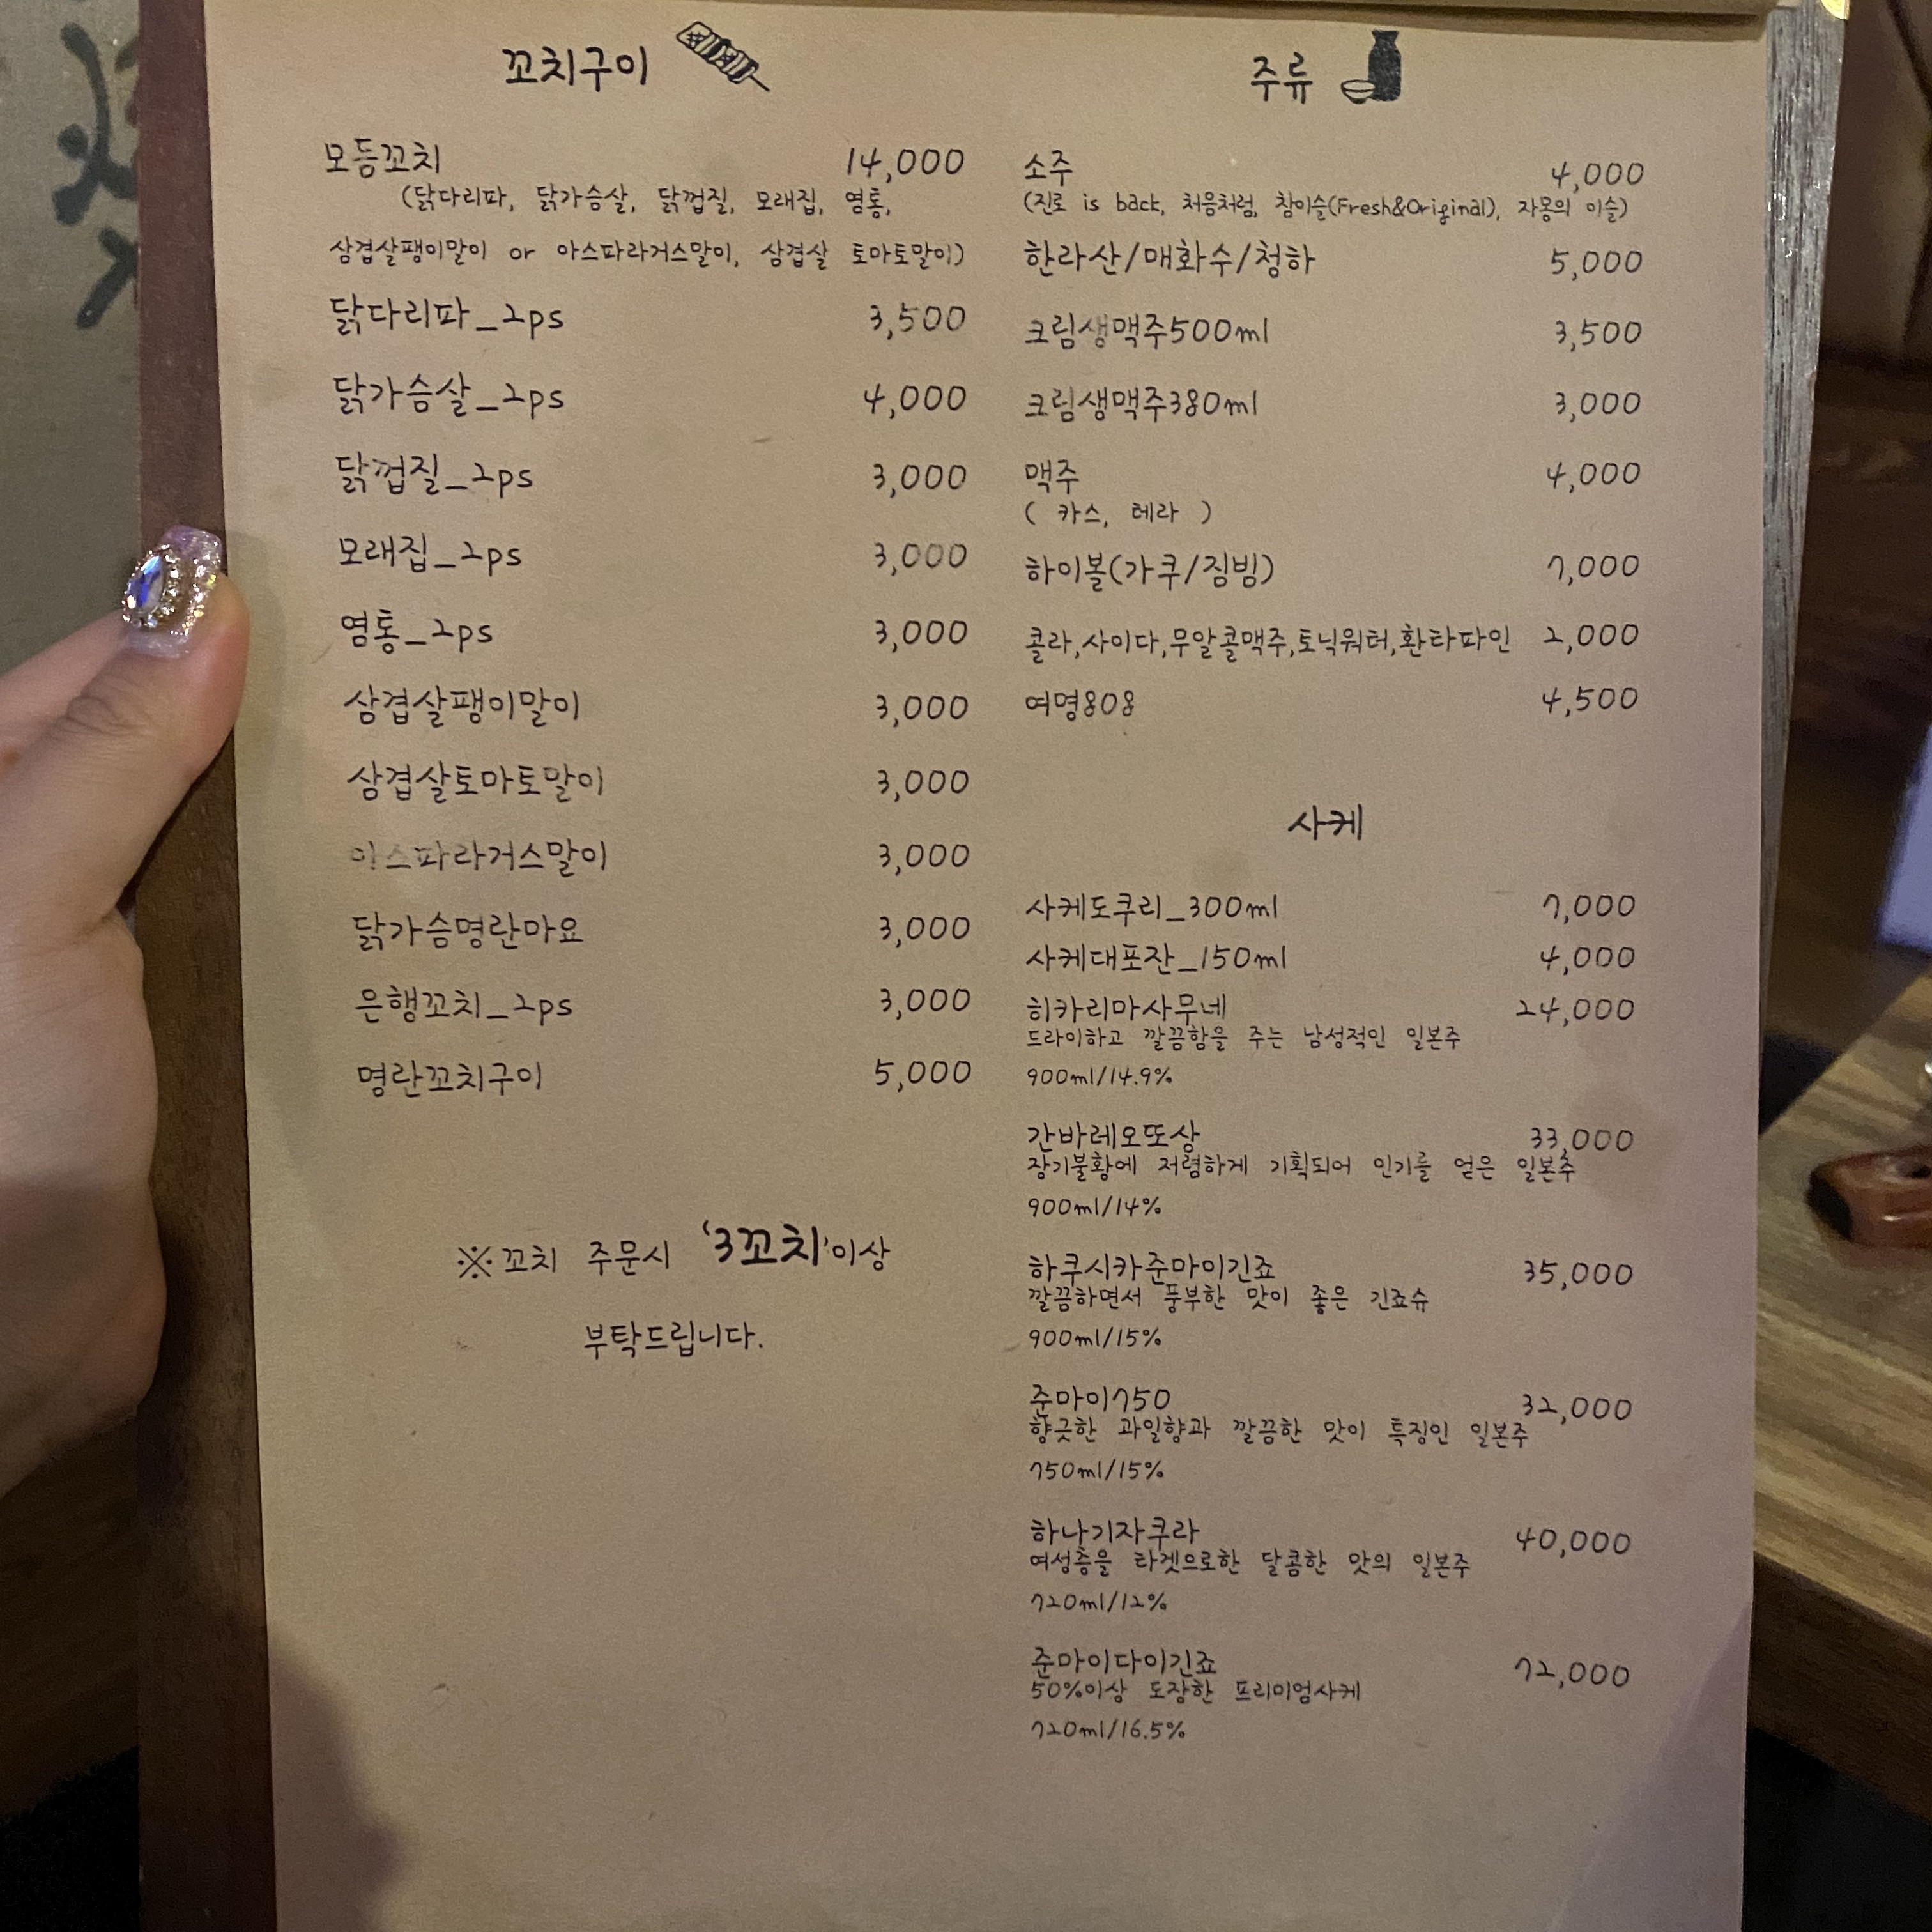 꼬치구이
모듬꼬치 14,000
(닭다리파, 닭가슴살, 닭껍질, 모래집, 염통,
삼겹살팽이말이 or 아스파라거스말이, 삼겹살 토마토말이)
닭다리파_2ps 3,500
닭가슴살_2ps 4,000
닭껍질_2ps 3,000
모래집_2ps 3,000
염통_2ps 3,000
삼겹살팽이말이 3,000
삼겹살토마토말이 3,000
아스파라거스말이 3,000
닭가슴명란마요 3,000
은행꼬치_2ps 3,000
명란꼬치구이 5,000
※꼬치 주문시 '3꼬치'이상
부탁드립니다.
주류
소주 4,000
(진로 is back, 처음처럼, 참이슬(Fresh&Original), 자몽의 이슬)
한라산/매화수/청하 5,000
크림생맥주500ml 3,500
크림생맥주380ml 3,000
맥주 4,000
( 카스, 테라 )
하이볼(가쿠/짐빔) 7,000
콜라,사이다,무알콜맥주,토닉워터,환타파인 2,000
여명808 4,500
사케
사케도쿠리_300ml 7,000
사케대포잔_150ml 4,000
히카리마사무네 24,000
드라이하고 깔끔함을 주는 남성적인 일본주
900ml/14.9%
간바레오또상 33,000
장기불황에 저렴하게 기획되어 인기를 얻은 일본주
900ml/14%
하쿠시카준마이긴죠 35,000
깔끔하면서 풍부한 맛이 좋은 긴죠슈
900ml/15%
준마이750 32,000
향긋한 과일향과 깔끔한 맛이 특징인 일본주
750ml/15%
하나기자쿠라 40,000
여성층을 타겟으로한 달콤한 맛의 일본주
720ml/12%
준마이다이긴죠 72,000
50%이상 도장한 프리미엄사케
720ml/16.5%